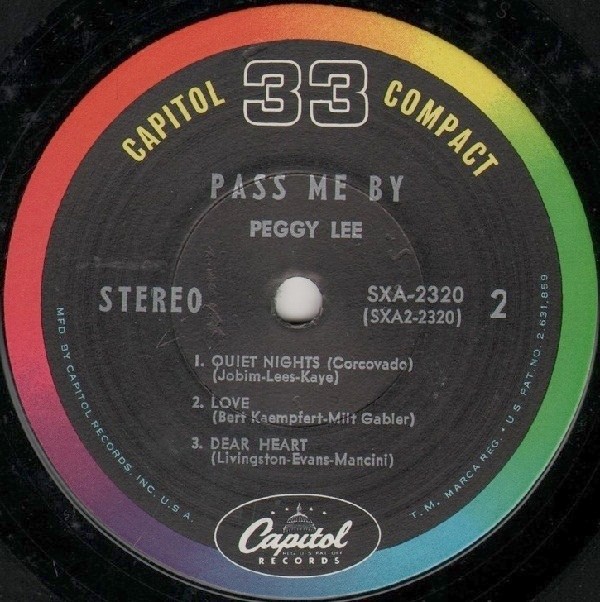 CAPITOL 33 COMPACT
PASS ME BY
PEGGY LEE
STEREO
SXA-2320
(SXA2-2320)
2
1. QUIET NIGHTS (Corcovado)
(Jobim-Lees-Kaye)
2. LOVE
(Bert Kaempfert-Milt Gabler)
3. DEAR HEART
(Livingston-Evans-Mancini)
MFD. BY CAPITOL RECORDS, INC. U.S.A.
T.M. MARCA REG. • U.S. PAT. NO. 2,631,859
Capitol
RECORDS